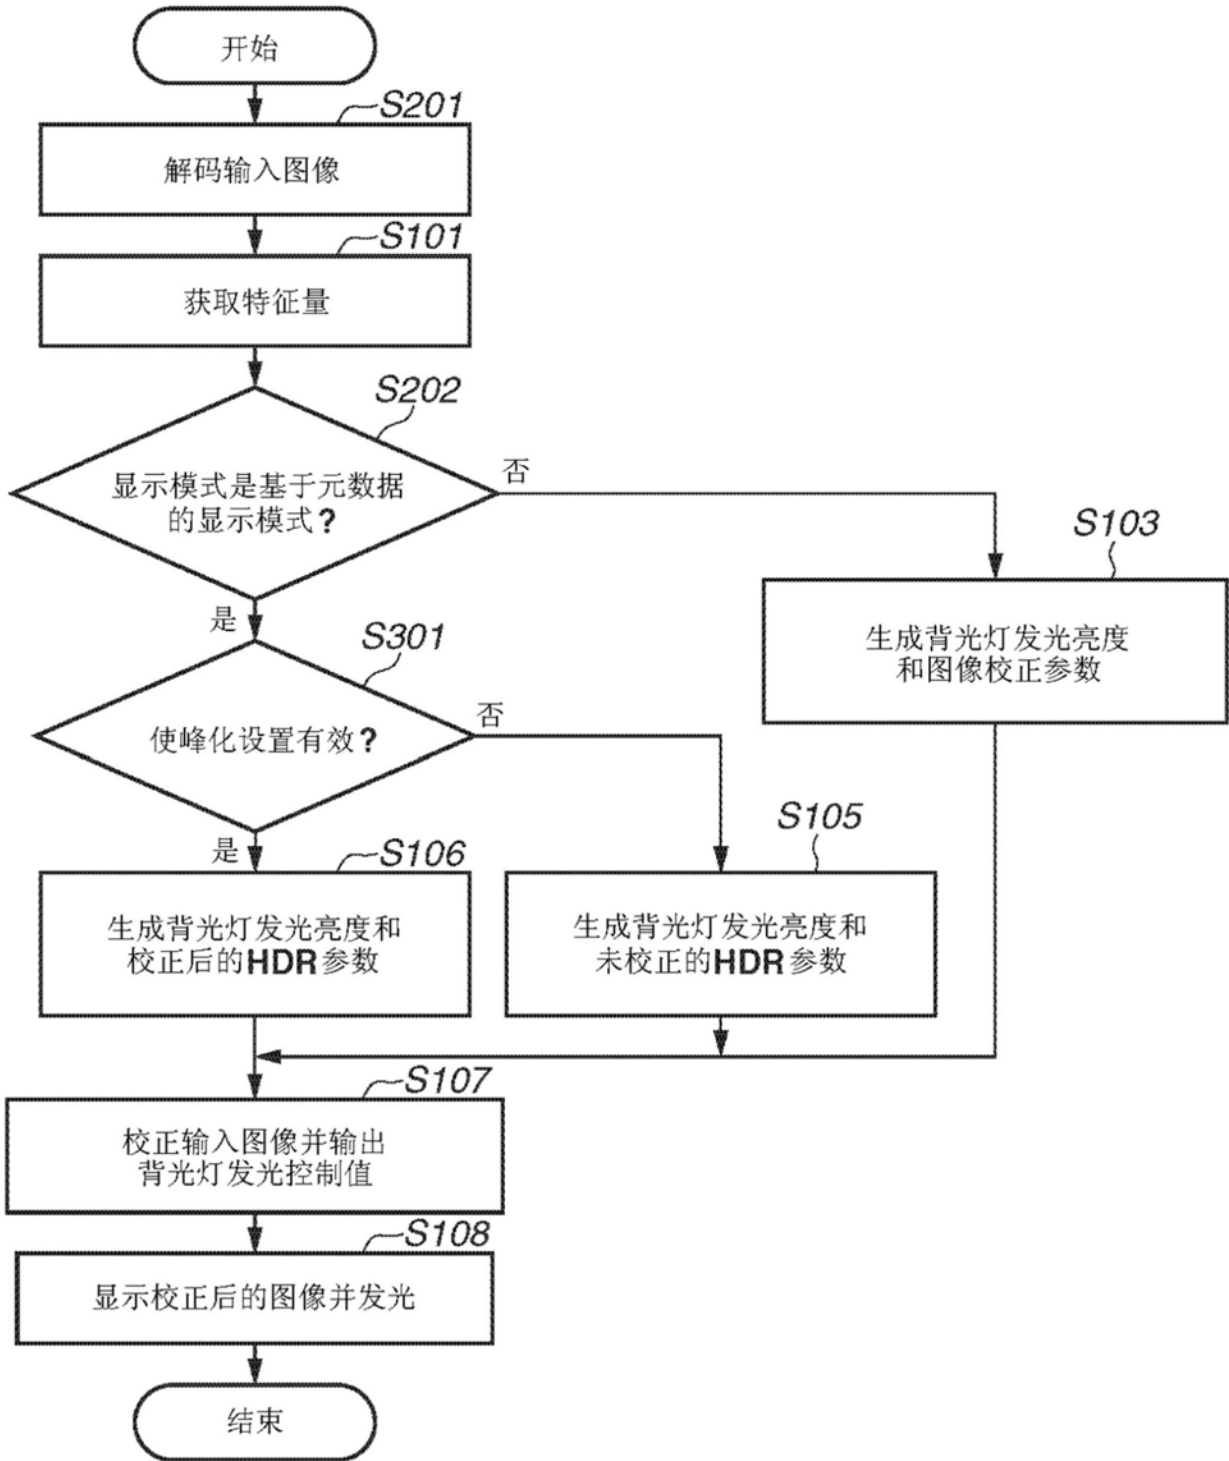 开始
S201
解码输入图像
S101
获取特征量
S202
显示模式是基于元数据
的显示模式?
否
S103
生成背光灯发光亮度
和图像校正参数
是
S301
使峰化设置有效?
否
S105
生成背光灯发光亮度和
未校正的HDR参数
是
S106
生成背光灯发光亮度和
校正后的HDR参数
S107
校正输入图像并输出
背光灯发光控制值
S108
显示校正后的图像并发光
结束